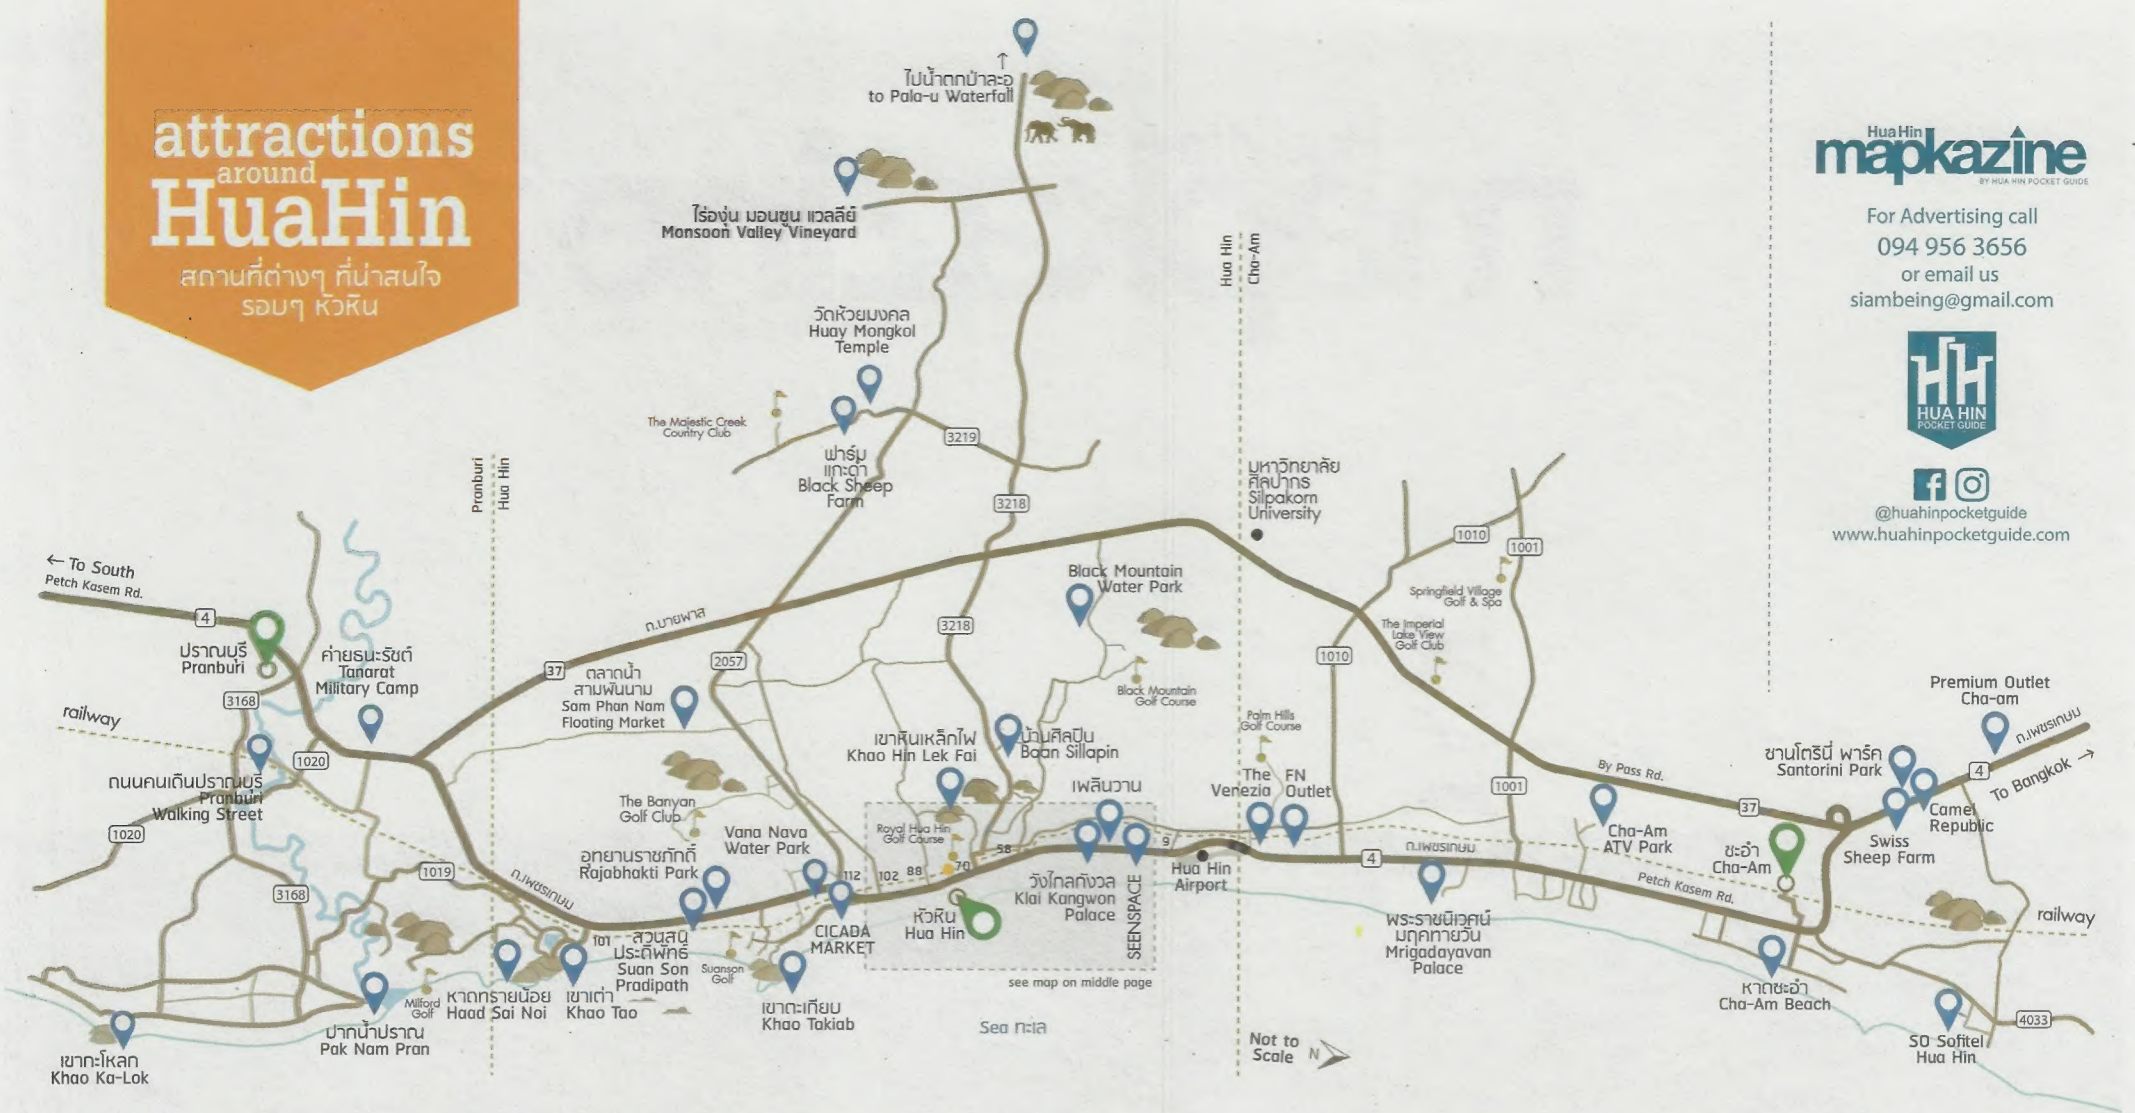 attractions
around
HuaHin
สถานที่ต่างๆ ที่น่าสนใจ
รอบๆ หัวหิน
ไปน้ำตกป่าละอู
to Pala-u Waterfall
ไร่องุ่น มอนซูน แวลลีย์
Monsoon Valley Vineyard
วัดห้วยมงคล
Huay Mongkol
Temple
The Majestic Creek
Country Club
ฟาร์ม
แกะดำ
Black Sheep
Farm
3219
3218
Pranburi
Hua Hin
Hua Hin
Cha-Am
มหาวิทยาลัย
ศิลปากร
Silpakorn
University
1010
1001
Springfield Village
Golf & Spa
The Imperial
Lake View
Golf Club
1010
← To South
Petch Kasem Rd.
4
ปราณบุรี
Pranburi
3168
railway
ค่ายธนะรัชต์
Tanarat
Military Camp
1020
ถนนคนเดินปราณบุรี
Pranburi
Walking Street
1020
1019
3168
37
ถ.บายพาส
ตลาดน้ำ
สามพันนาม
Sam Phan Nam
Floating Market
2057
3218
Black Mountain
Water Park
Black Mountain
Golf Course
เขาหินเหล็กไฟ
Khao Hin Lek Fai
บ้านศิลปิน
Baan Sillapin
เพลินวาน
Palm Hills
Golf Course
The
Venezia
FN
Outlet
The Banyan
Golf Club
Vana Nava
Water Park
Royal Hua Hin
Golf Course
อุทยานราชภักดิ์
Rajabhakti Park
ถ.เพชรเกษม
101
112
102
88
70
58
9
สวนสน
ประดิพัทธ์
Suan Son
Pradipath
Suanson
Golf
CICADA
MARKET
หัวหิน
Hua Hin
วังไกลกังวล
Klai Kangwon
Palace
SEENSPACE
Hua Hin
Airport
see map on middle page
เขาตะเกียบ
Khao Takiab
เขาเต่า
Khao Tao
หาดทรายน้อย
Haad Sai Noi
Milford
Golf
ปากน้ำปราณ
Pak Nam Pran
เขากะโหลก
Khao Ka-Lok
Sea ทะเล
Not to
Scale
N
4
ถ.เพชรเกษม
Petch Kasem Rd.
พระราชนิเวศน์
มฤคทายวัน
Mrigadayavan
Palace
1001
By Pass Rd.
37
Cha-Am
ATV Park
ชะอำ
Cha-Am
ซานโตรินี่ พาร์ค
Santorini Park
Premium Outlet
Cha-am
ถ.เพชรเกษม
4
To Bangkok →
Camel
Republic
Swiss
Sheep Farm
railway
หาดชะอำ
Cha-Am Beach
SO Sofitel
Hua Hin
4033
Hua Hin
mapkazine
BY HUA HIN POCKET GUIDE
For Advertising call
094 956 3656
or email us
siambeing@gmail.com
HH
HUA HIN
POCKET GUIDE
@huahinpocketguide
www.huahinpocketguide.com